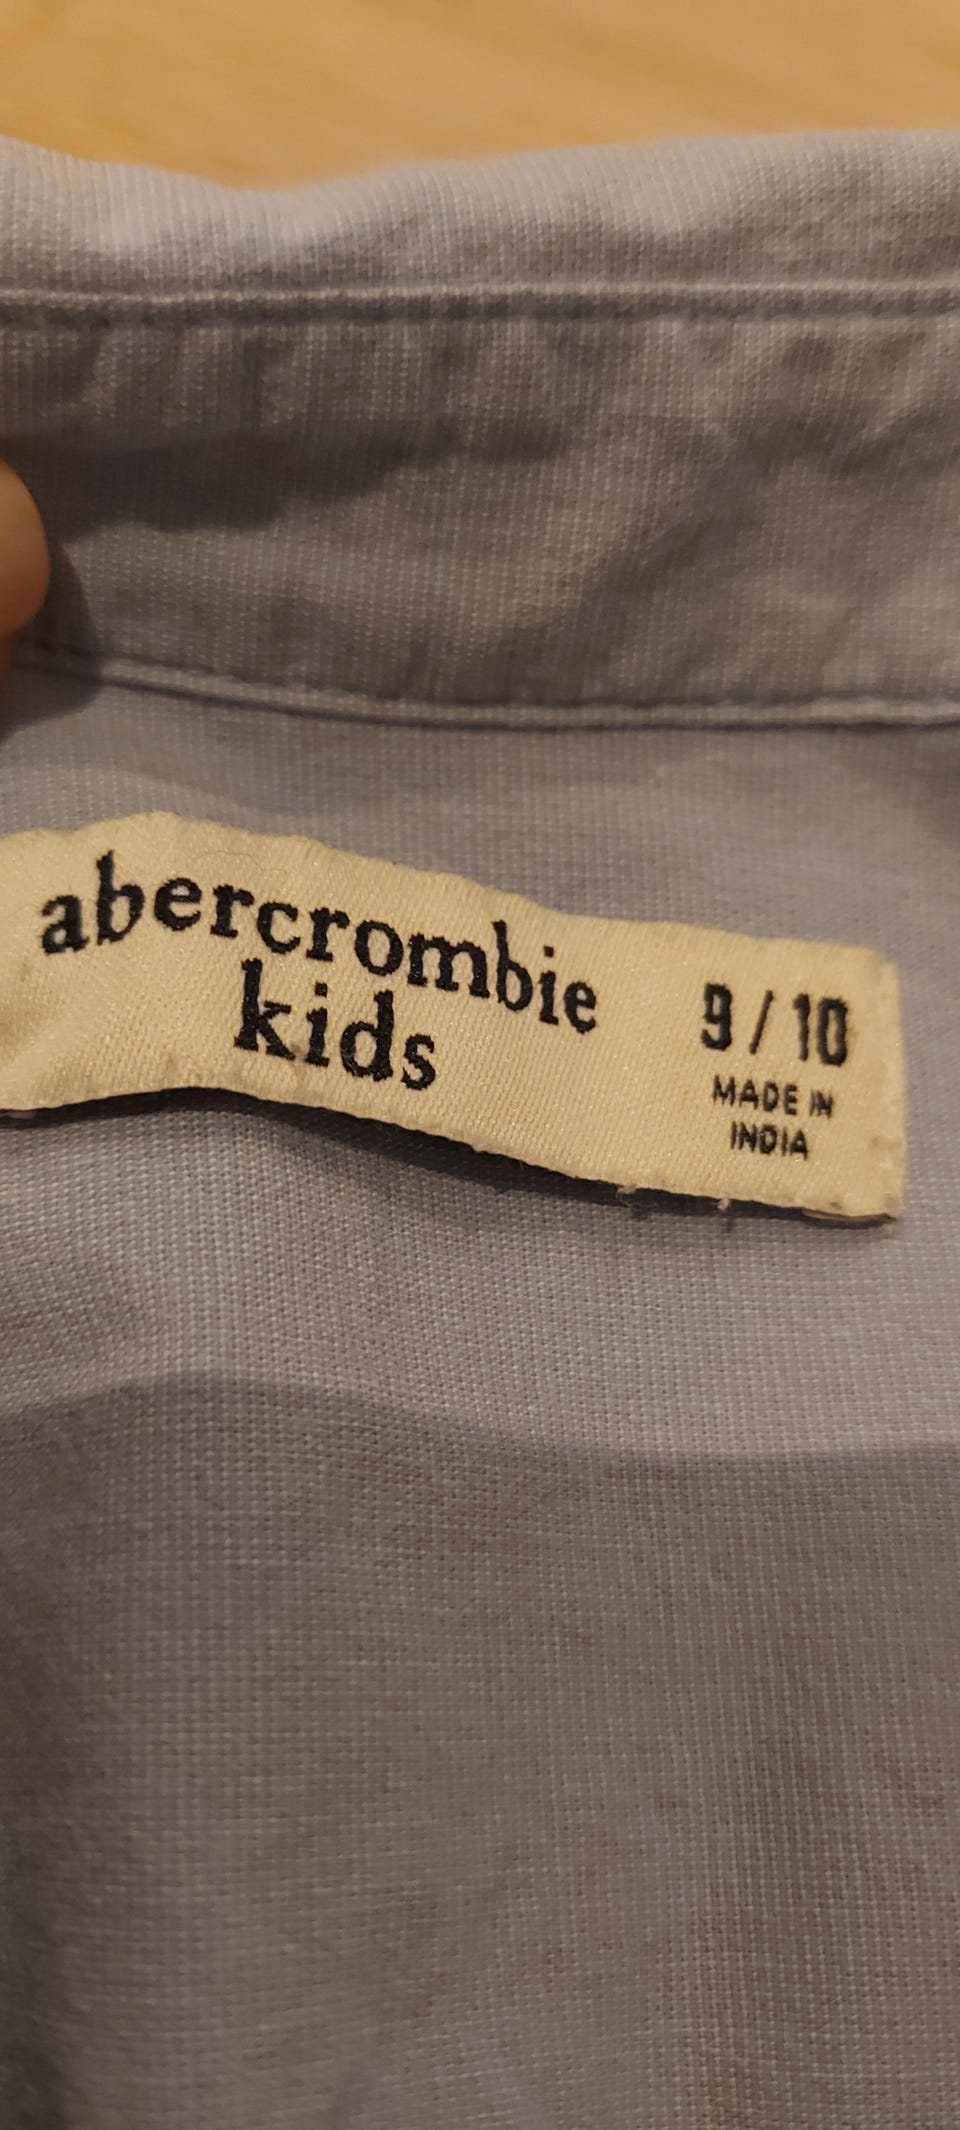 abercrombie
kids
9/10
MADE IN
INDIA